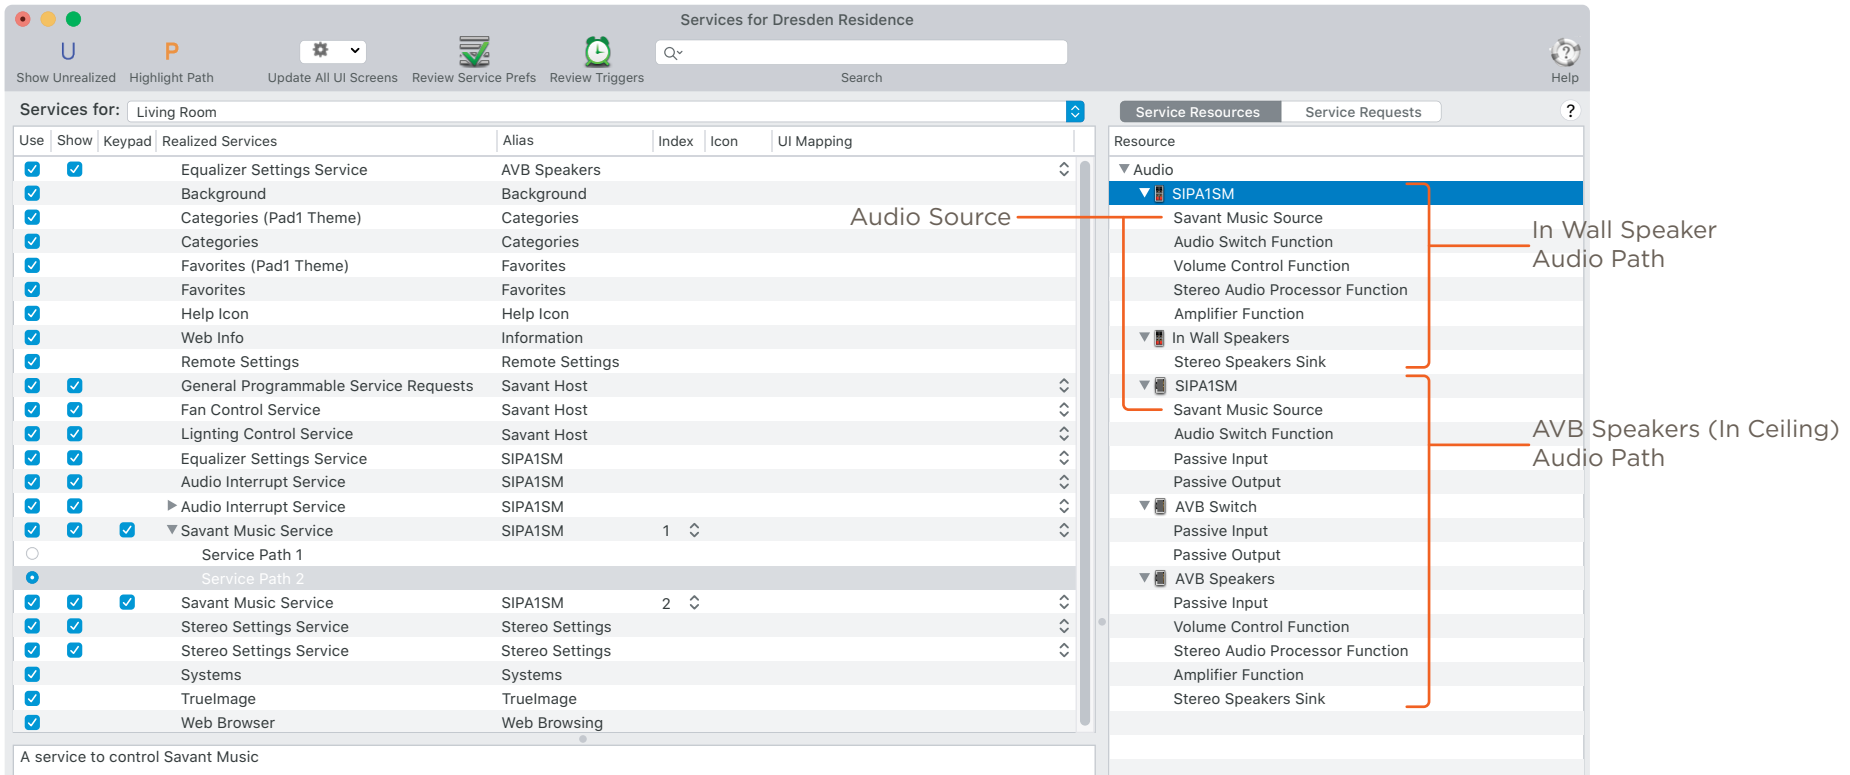 Services for Dresden Residence
U
P
Show Unrealized
Highlight Path
Update All UI Screens
Review Service Prefs
Review Triggers
Search
?
Help
Services for:
Living Room
Service Resources
Service Requests
?
Use Show Keypad Realized Services Alias Index Icon UI Mapping
Equalizer Settings Service AVB Speakers
Background Background
Categories (Pad1 Theme) Categories
Categories Categories
Favorites (Pad1 Theme) Favorites
Favorites Favorites
Help Icon Help Icon
Web Info Information
Remote Settings Remote Settings
General Programmable Service Requests Savant Host
Fan Control Service Savant Host
Lignting Control Service Savant Host
Equalizer Settings Service SIPA1SM
Audio Interrupt Service SIPA1SM
Audio Interrupt Service SIPA1SM
Savant Music Service SIPA1SM 1
Service Path 1
Service Path 2
Savant Music Service SIPA1SM 2
Stereo Settings Service Stereo Settings
Stereo Settings Service Stereo Settings
Systems Systems
TrueImage TrueImage
Web Browser Web Browsing
A service to control Savant Music
Audio Source
Resource
Audio
SIPA1SM
Savant Music Source
Audio Switch Function
Volume Control Function
Stereo Audio Processor Function
Amplifier Function
In Wall Speakers
Stereo Speakers Sink
SIPA1SM
Savant Music Source
Audio Switch Function
Passive Input
Passive Output
AVB Switch
Passive Input
Passive Output
AVB Speakers
Passive Input
Volume Control Function
Stereo Audio Processor Function
Amplifier Function
Stereo Speakers Sink
In Wall Speaker
Audio Path
AVB Speakers (In Ceiling)
Audio Path